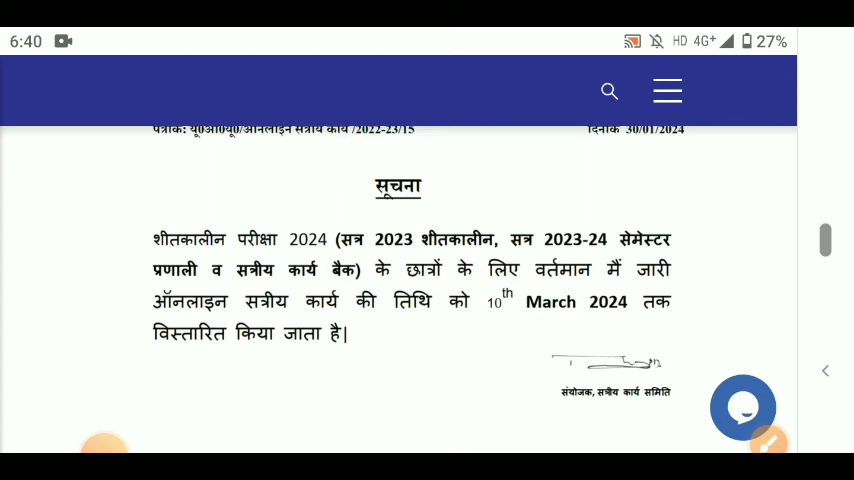 6:40 HD 4G+ 27%
पत्रांक: यू0ओ0यू0/ऑनलाइन सत्रीय कार्य /2022-23/15 दिनांक 30/01/2024
सूचना
शीतकालीन परीक्षा 2024 (सत्र 2023 शीतकालीन, सत्र 2023-24 सेमेस्टर
प्रणाली व सत्रीय कार्य बैक) के छात्रों के लिए वर्तमान में जारी
ऑनलाइन सत्रीय कार्य की तिथि को 10th March 2024 तक
विस्तारित किया जाता है|
संयोजक, सत्रीय कार्य समिति